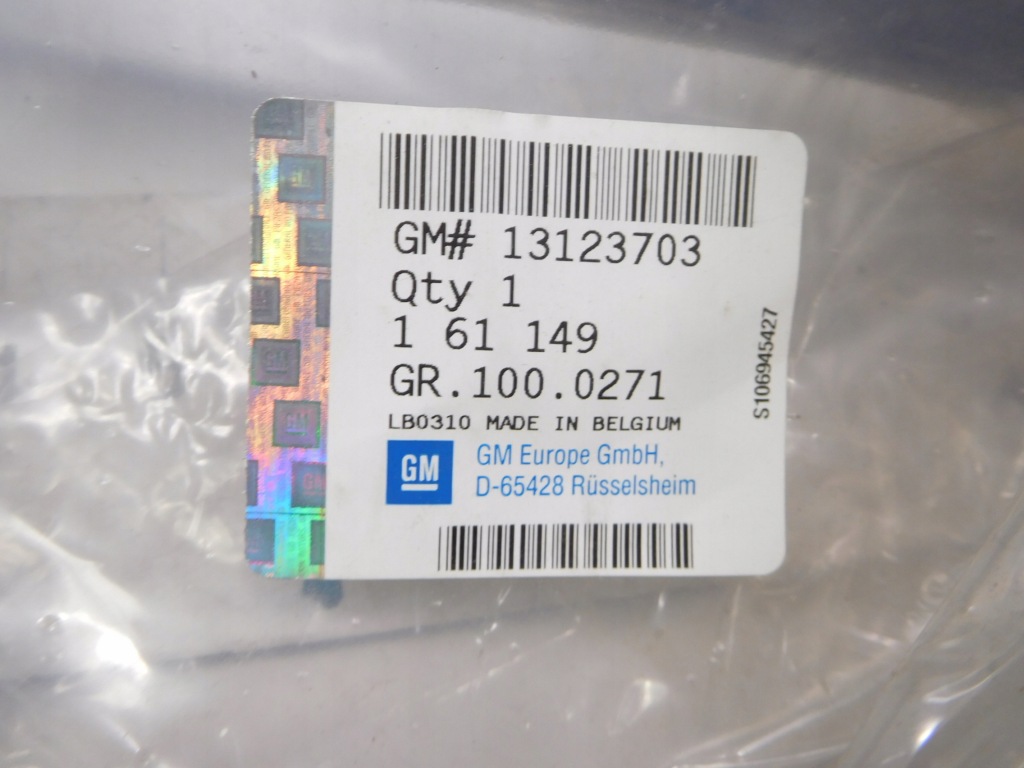 GM# 13123703
Qty 1
1 61 149
GR.100.0271
LB0310 MADE IN BELGIUM
GM
GM Europe GmbH,
D-65428 Rüsselsheim
S106945427